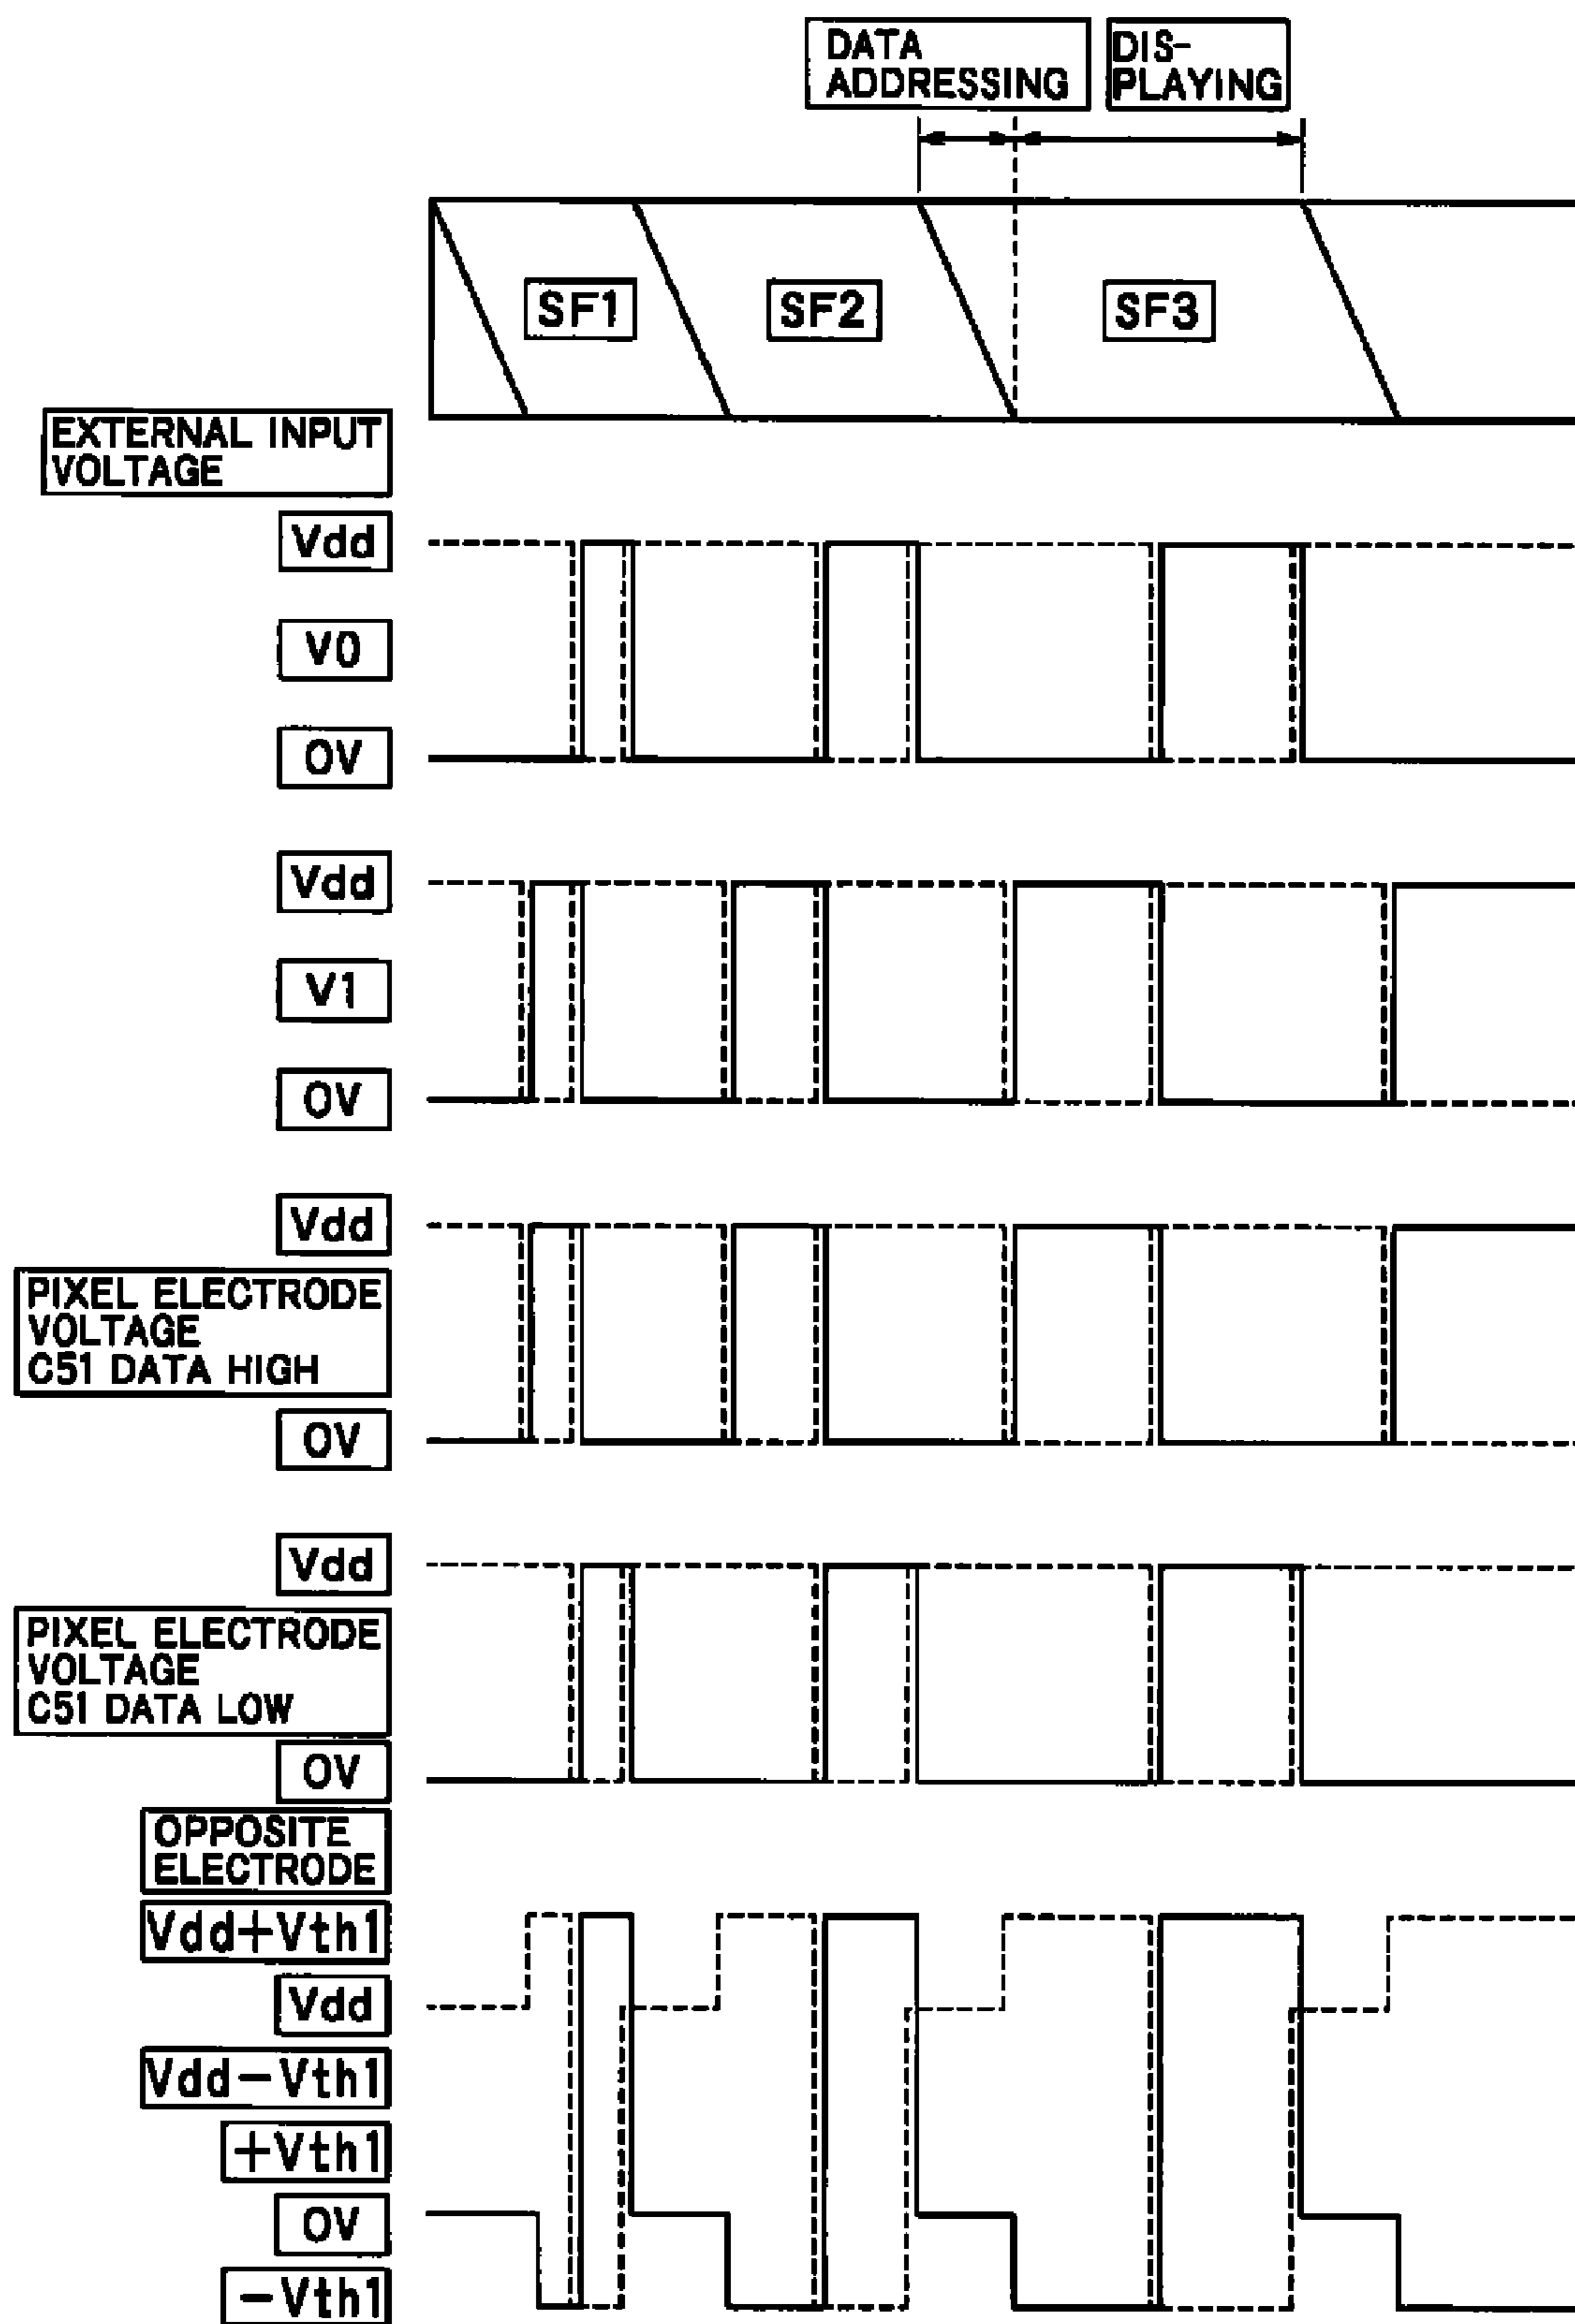 DATA
ADDRESSING
DIS-
PLAYING
SF1
SF2
SF3
EXTERNAL INPUT
VOLTAGE
Vdd
V0
0V
Vdd
V1
0V
Vdd
PIXEL ELECTRODE
VOLTAGE
C51 DATA HIGH
0V
Vdd
PIXEL ELECTRODE
VOLTAGE
C51 DATA LOW
0V
OPPOSITE
ELECTRODE
Vdd+Vth1
Vdd
Vdd−Vth1
+Vth1
0V
−Vth1